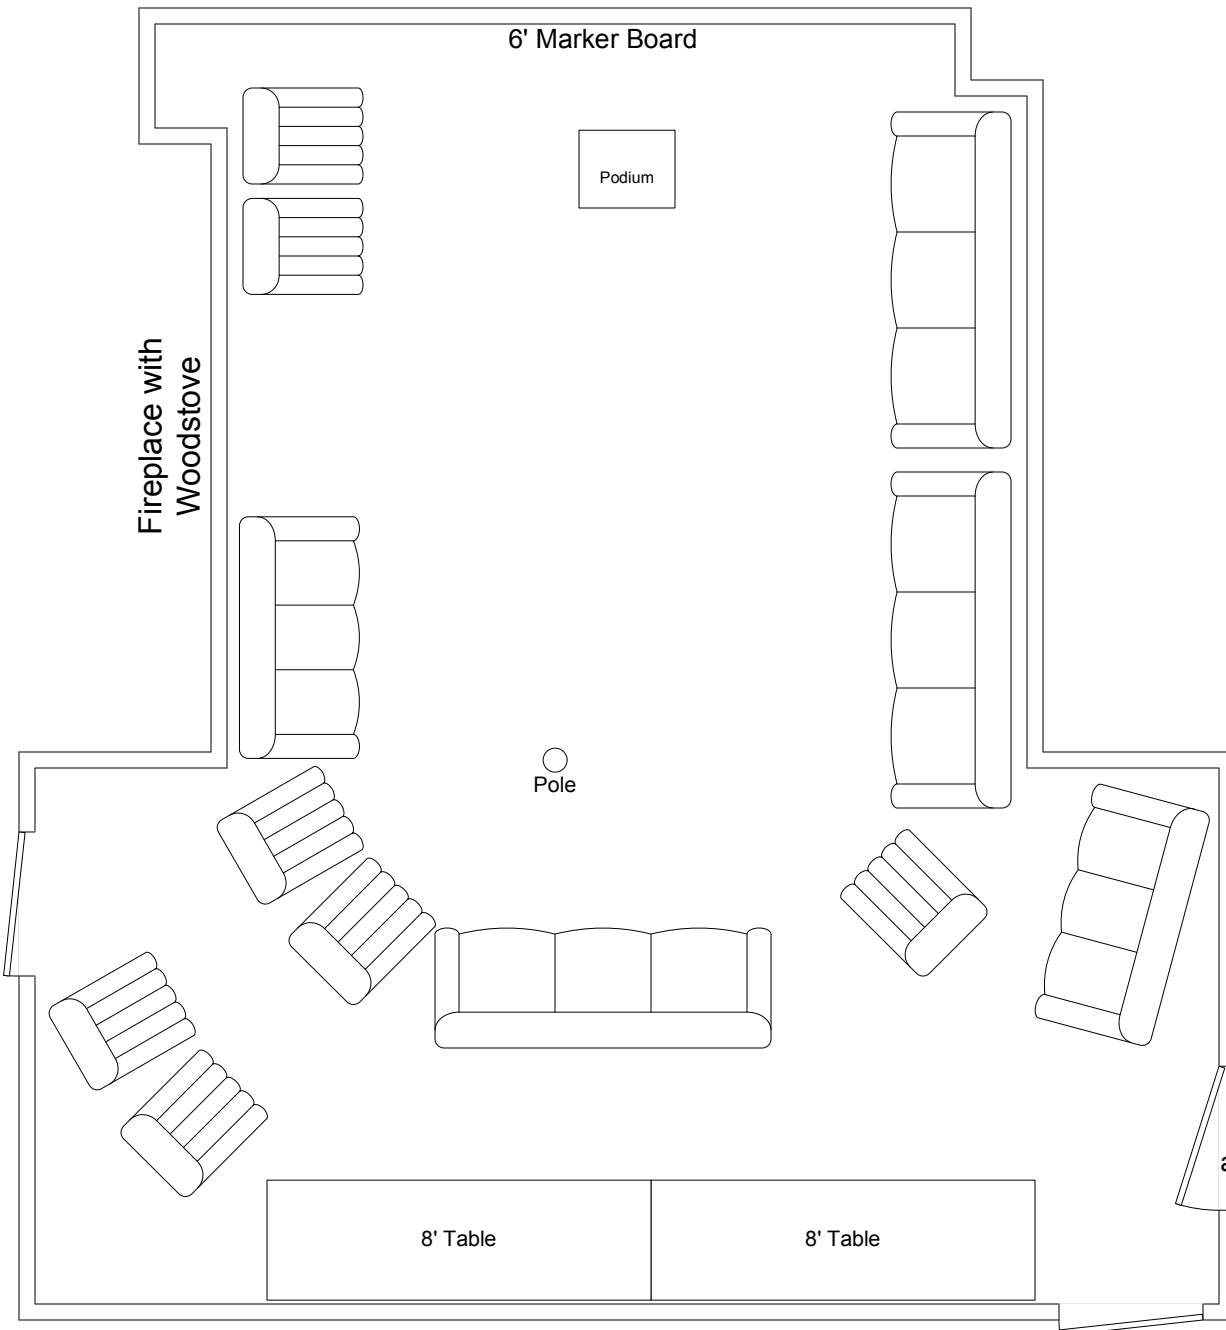 6' Marker Board
Podium
Fireplace with
Woodstove
Pole
8' Table
8' Table